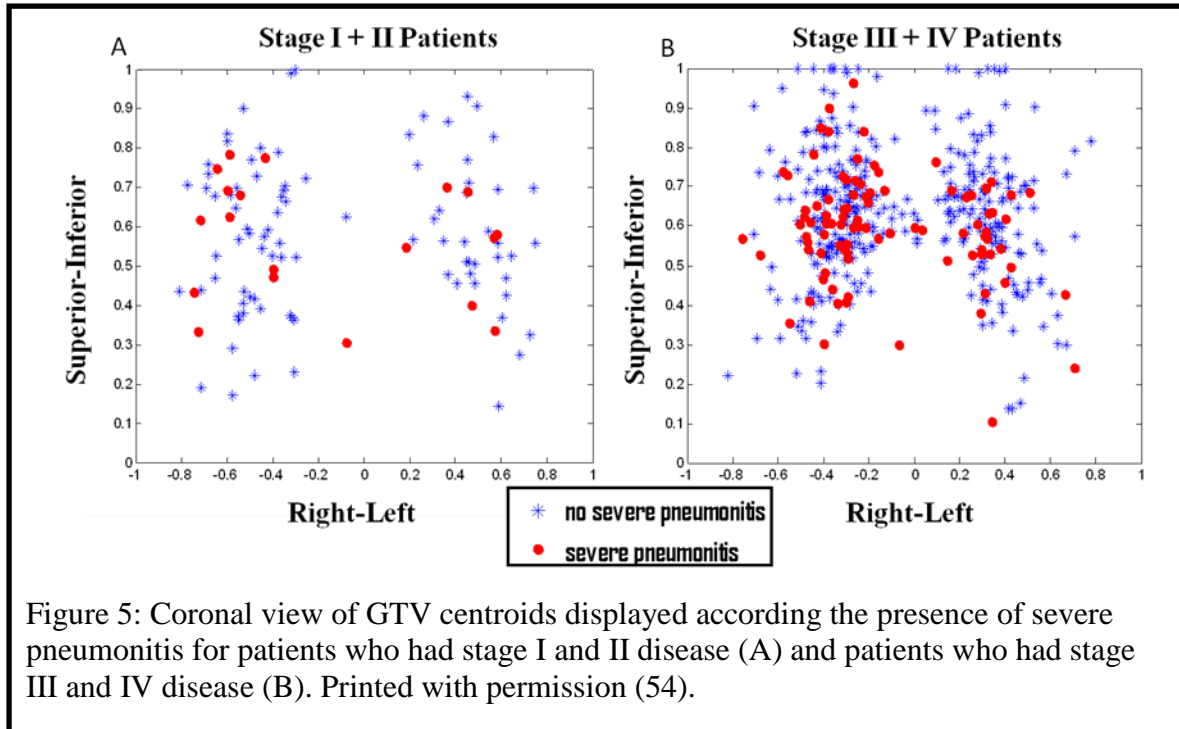 A
Stage I + II Patients
B
Stage III + IV Patients
Superior-Inferior
1
0.9
0.8
0.7
0.6
0.5
0.4
0.3
0.2
0.1
0
-1 -0.8 -0.6 -0.4 -0.2 0 0.2 0.4 0.6 0.8 1
Right-Left
Superior-Inferior
1
0.9
0.8
0.7
0.6
0.5
0.4
0.3
0.2
0.1
0
-1 -0.8 -0.6 -0.4 -0.2 0 0.2 0.4 0.6 0.8 1
Right-Left
no severe pneumonitis
severe pneumonitis
Figure 5: Coronal view of GTV centroids displayed according the presence of severe
pneumonitis for patients who had stage I and II disease (A) and patients who had stage
III and IV disease (B). Printed with permission (54).